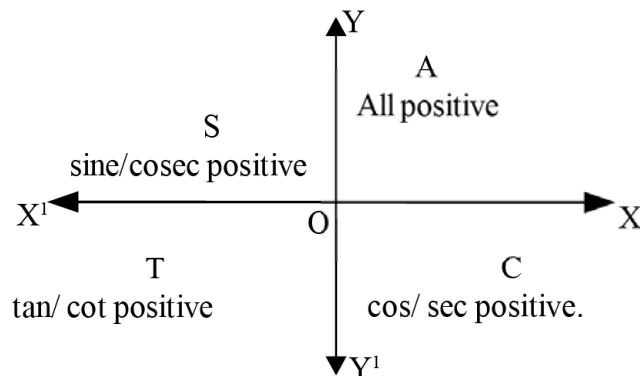 Y
A
All positive
S
sine/cosec positive
X¹
O
X
T
C
tan/ cot positive
cos/ sec positive.
Y¹